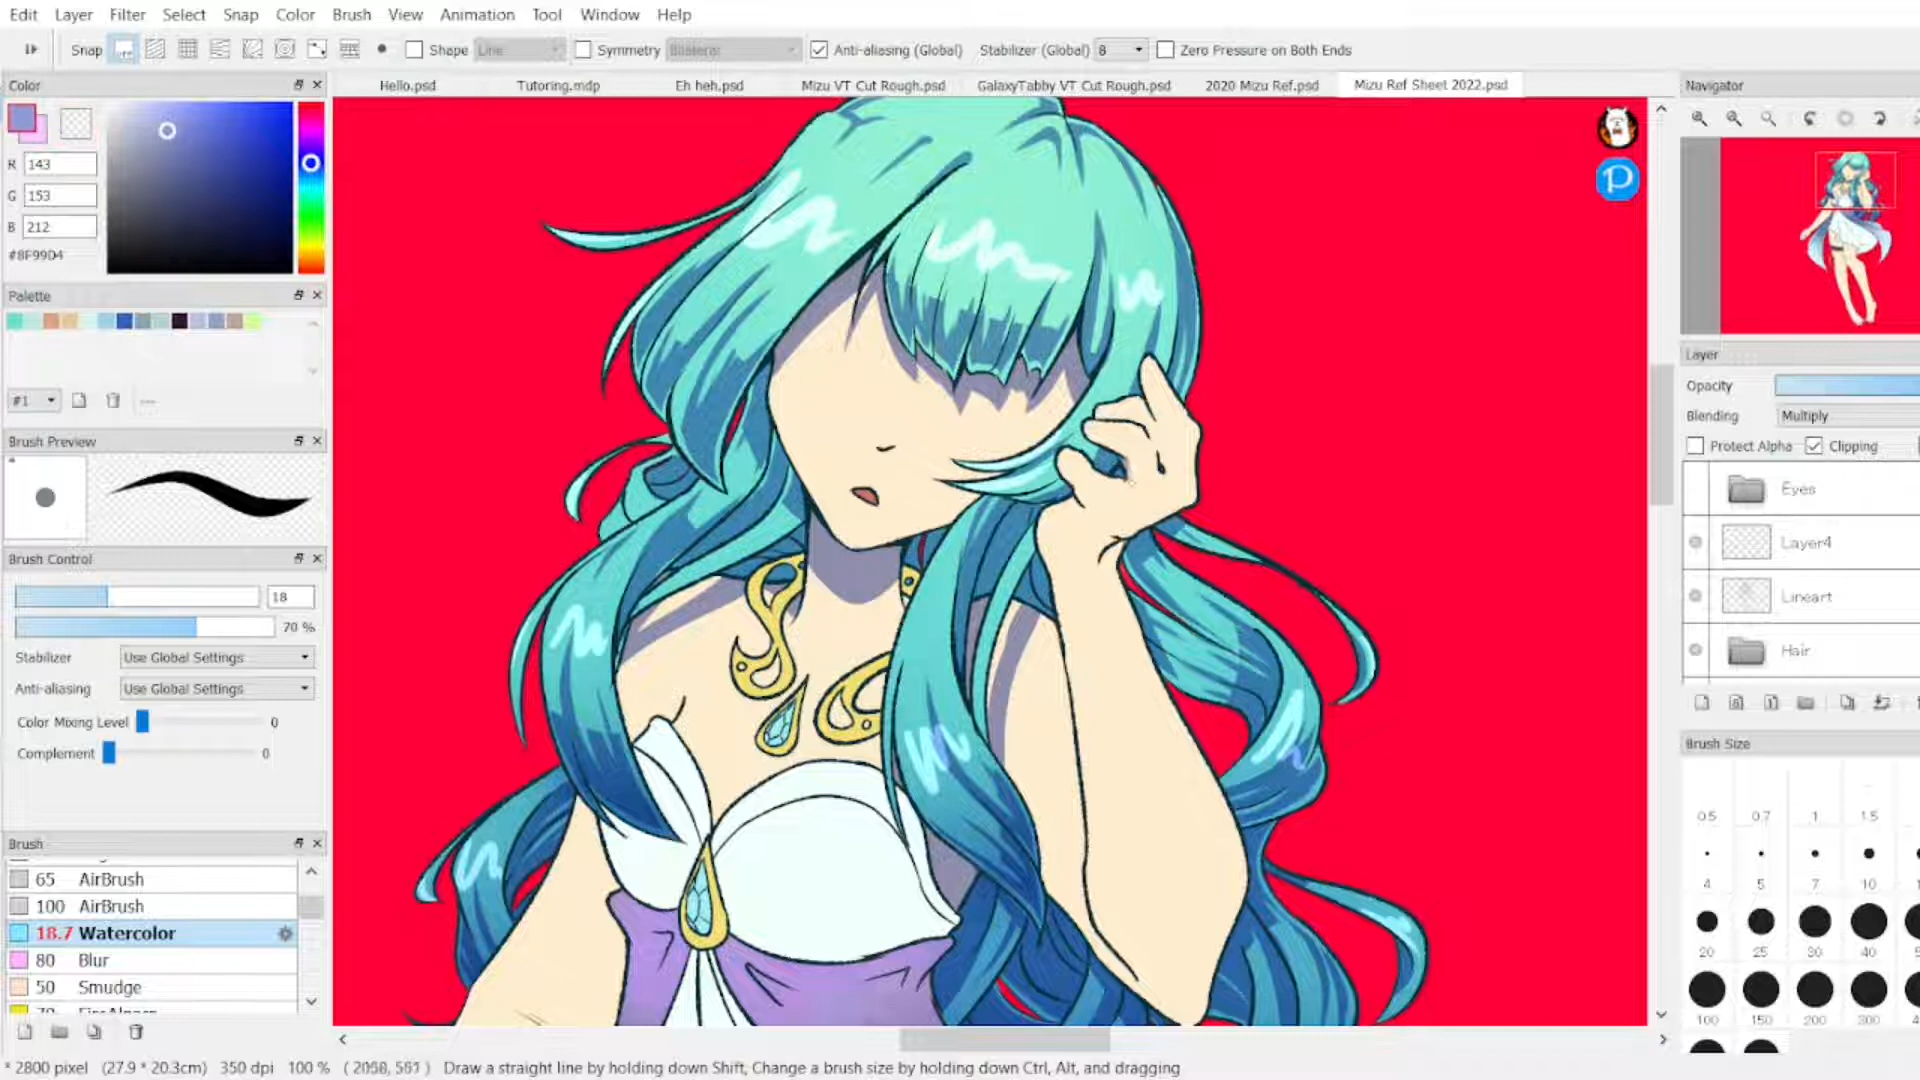 Edit Layer Filter Select Snap Color Brush View Animation Tool Window Help
Snap Shape Line Symmetry Bilateral Anti-aliasing (Global) Stabilizer (Global) 8 Zero Pressure on Both Ends
Color
Hello.psd Tutoring.mdp Eh heh.psd Mizu VT Cut Rough.psd GalaxyTabby VT Cut Rough.psd 2020 Mizu Ref.psd Mizu Ref Sheet 2022.psd
Navigator
R 143
G 153
B 212
#8F99D4
Palette
#1
Brush Preview
Brush Control
18
70 %
Stabilizer Use Global Settings
Anti-aliasing Use Global Settings
Color Mixing Level 0
Complement 0
Brush
65 AirBrush
100 AirBrush
18.7 Watercolor
80 Blur
50 Smudge
Layer
Opacity
Blending Multiply
Protect Alpha Clipping
Eyes
Layer4
Lineart
Hair
Brush Size
0.5 0.7 1 1.5
4 5 7 10
20 25 30 40
100 150 200 300
* 2800 pixel (27.9 * 20.3cm) 350 dpi 100 % Draw a straight line by holding down Shift, Change a brush size by holding down Ctrl, Alt, and dragging